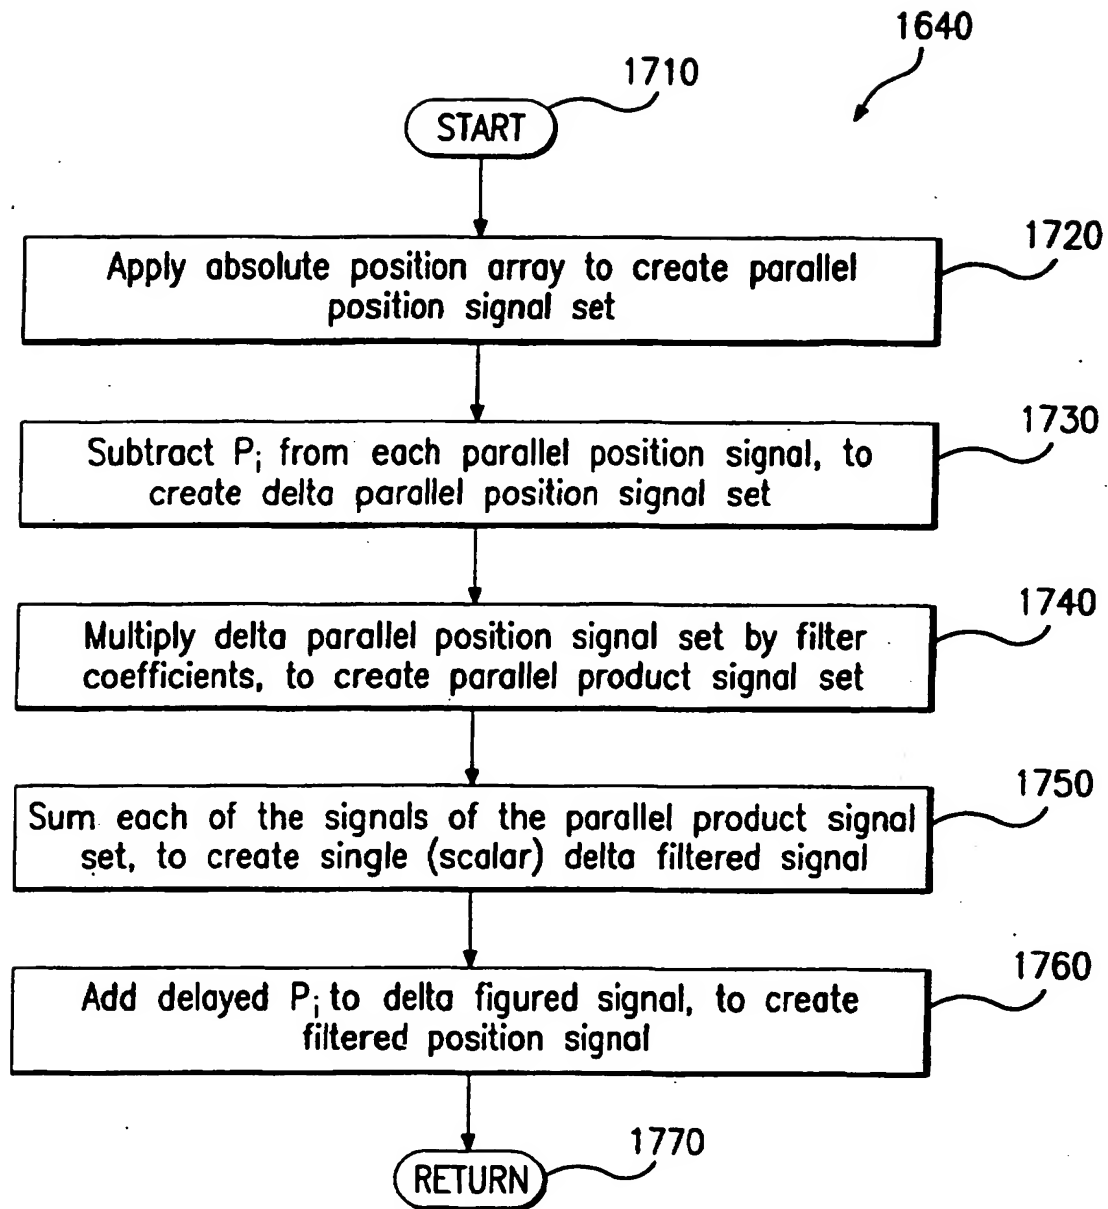 1640
1710
START
1720
Apply absolute position array to create parallel
position signal set
1730
Subtract Pi from each parallel position signal, to
create delta parallel position signal set
1740
Multiply delta parallel position signal set by filter
coefficients, to create parallel product signal set
1750
Sum each of the signals of the parallel product signal
set, to create single (scalar) delta filtered signal
1760
Add delayed Pi to delta figured signal, to create
filtered position signal
1770
RETURN